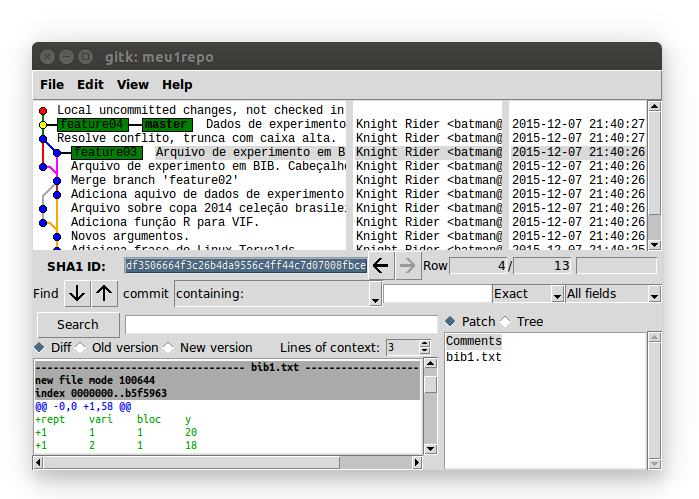 gitk: meu1repo
File Edit View Help
Local uncommitted changes, not checked in
feature04 master Dados de experimento Knight Rider <batman@ 2015-12-07 21:40:27
Resolve conflito, trunca com caixa alta. Knight Rider <batman@ 2015-12-07 21:40:27
feature03 Arquivo de experimento em B Knight Rider <batman@ 2015-12-07 21:40:26
Arquivo de experimento em BIB. Cabeçalh Knight Rider <batman@ 2015-12-07 21:40:26
Merge branch 'feature02' Knight Rider <batman@ 2015-12-07 21:40:26
Adiciona aquivo de dados de experimento Knight Rider <batman@ 2015-12-07 21:40:26
Arquivo sobre copa 2014 celeção brasilei Knight Rider <batman@ 2015-12-07 21:40:26
Adiciona função R para VIF. Knight Rider <batman@ 2015-12-07 21:40:26
Novos argumentos. Knight Rider <batman@ 2015-12-07 21:40:26
Adiciona frase do Linux Torvalds. Knight Rider <batman@ 2015-12-07 21:40:25
SHA1 ID: df3506664f3c26b4da9556c4ff44c7d07008fbce Row 4 / 13
Find commit containing: Exact All fields
Search
Patch Tree
Diff Old version New version Lines of context: 3
Comments
bib1.txt
---------------------------------- bib1.txt -------------------
new file mode 100644
index 0000000..b5f5963
@@ -0,0 +1,58 @@
+rept vari bloc y
+1 1 1 20
+1 2 1 18